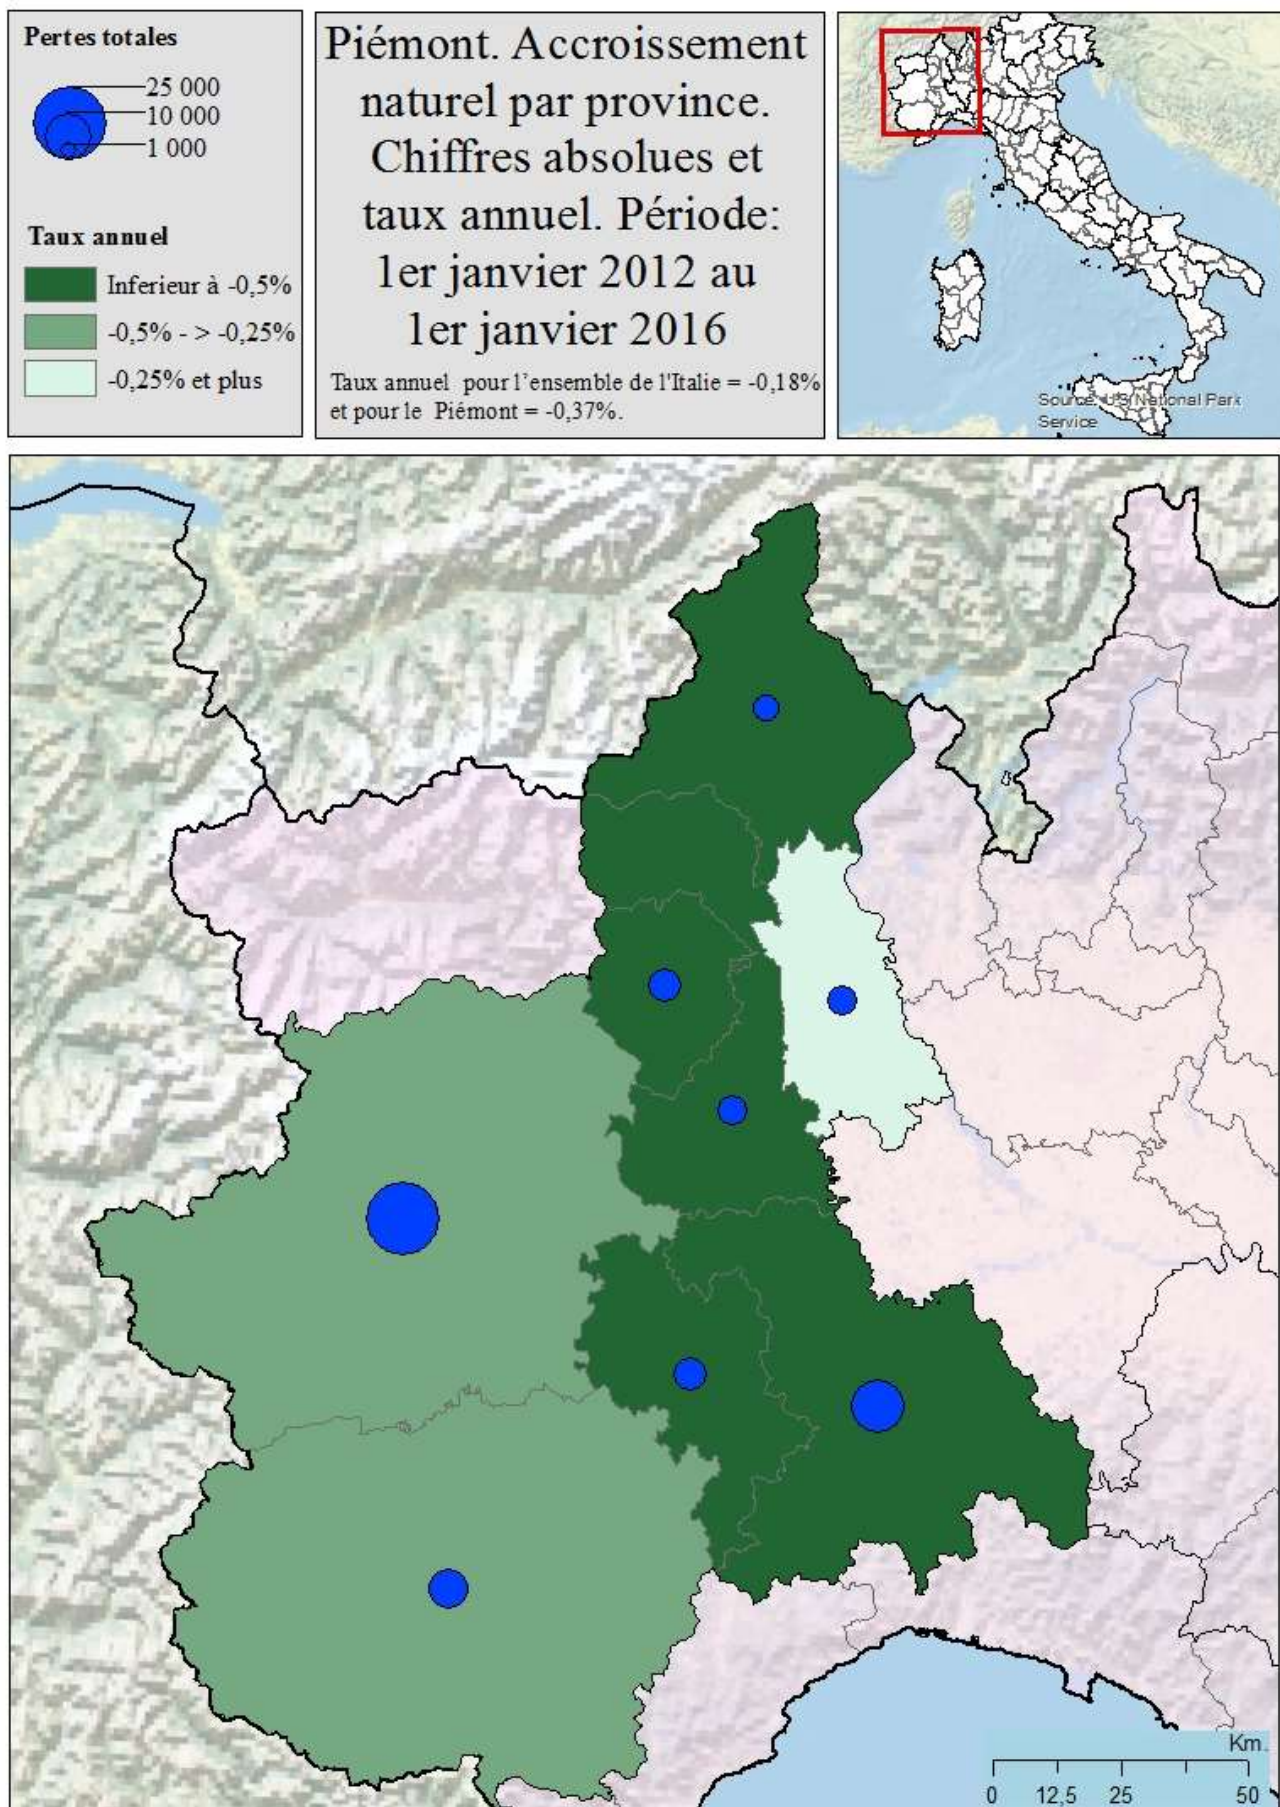 Pertes totales
25 000
10 000
1 000
Taux annuel
Inferieur à -0,5%
-0,5% - > -0,25%
-0,25% et plus
Piémont. Accroissement
naturel par province.
Chiffres absolues et
taux annuel. Période:
1er janvier 2012 au
1er janvier 2016
Taux annuel pour l'ensemble de l'Italie = -0,18%
et pour le Piémont = -0,37%.
Source: US National Park
Service
Km.
0 12,5 25 50